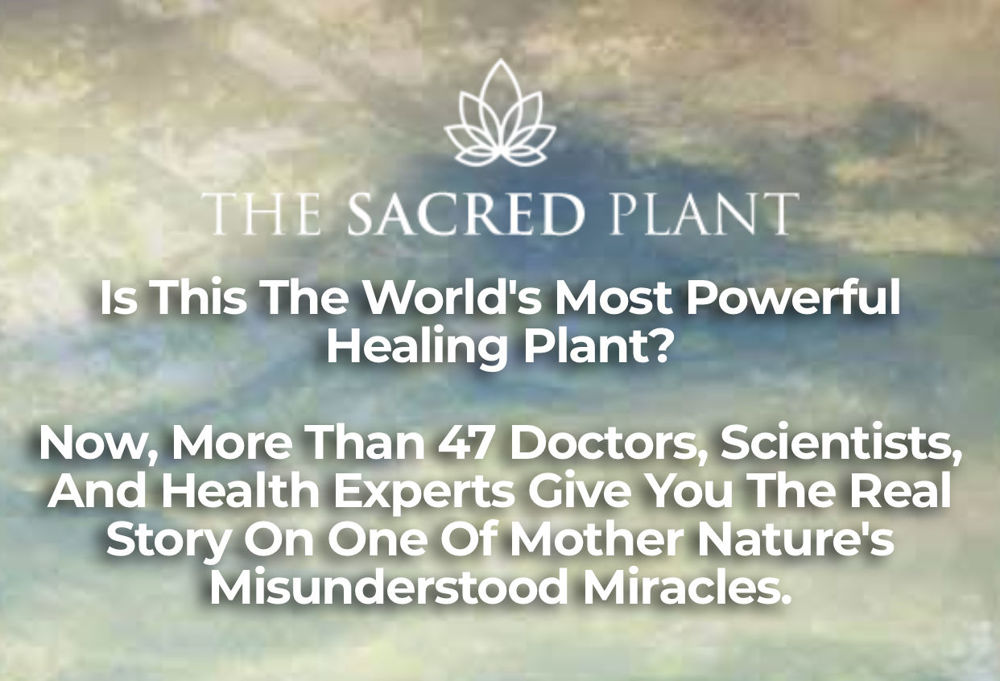 THE SACRED PLANT
Is This The World's Most Powerful
Healing Plant?
Now, More Than 47 Doctors, Scientists,
And Health Experts Give You The Real
Story On One Of Mother Nature's
Misunderstood Miracles.